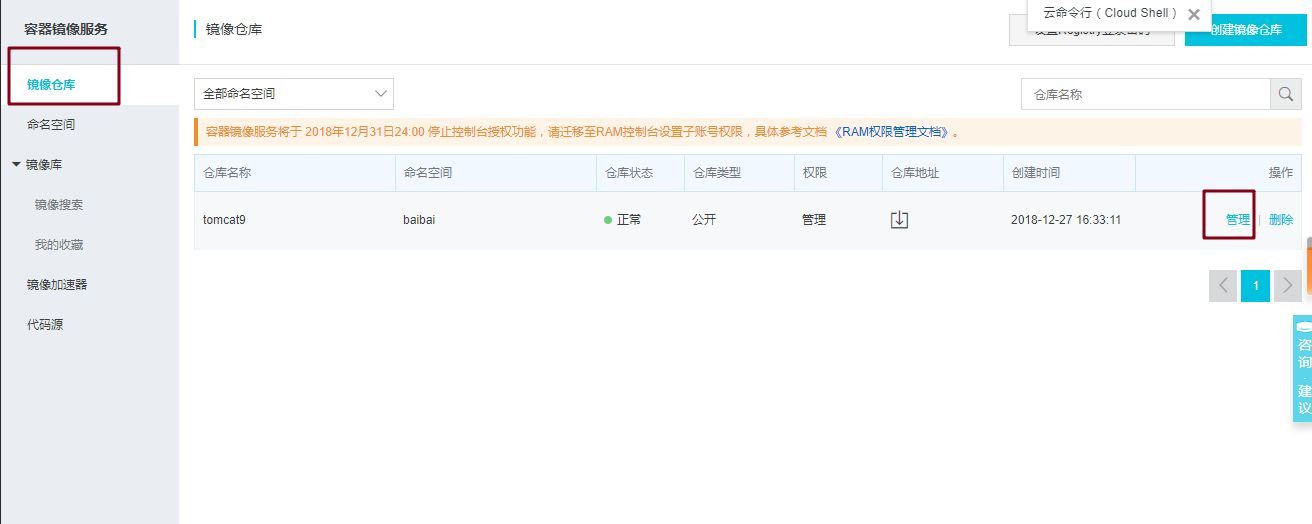 容器镜像服务
镜像仓库
命名空间
镜像库
镜像搜索
我的收藏
镜像加速器
代码源
镜像仓库
云命令行（Cloud Shell）
创建镜像仓库
全部命名空间
仓库名称
容器镜像服务将于 2018年12月31日24:00 停止控制台授权功能，请迁移至RAM控制台设置子账号权限，具体参考文档 《RAM权限管理文档》。
仓库名称 命名空间 仓库状态 仓库类型 权限 仓库地址 创建时间 操作
tomcat9 baibai 正常 公开 管理 2018-12-27 16:33:11 管理 | 删除
1
咨询·建议